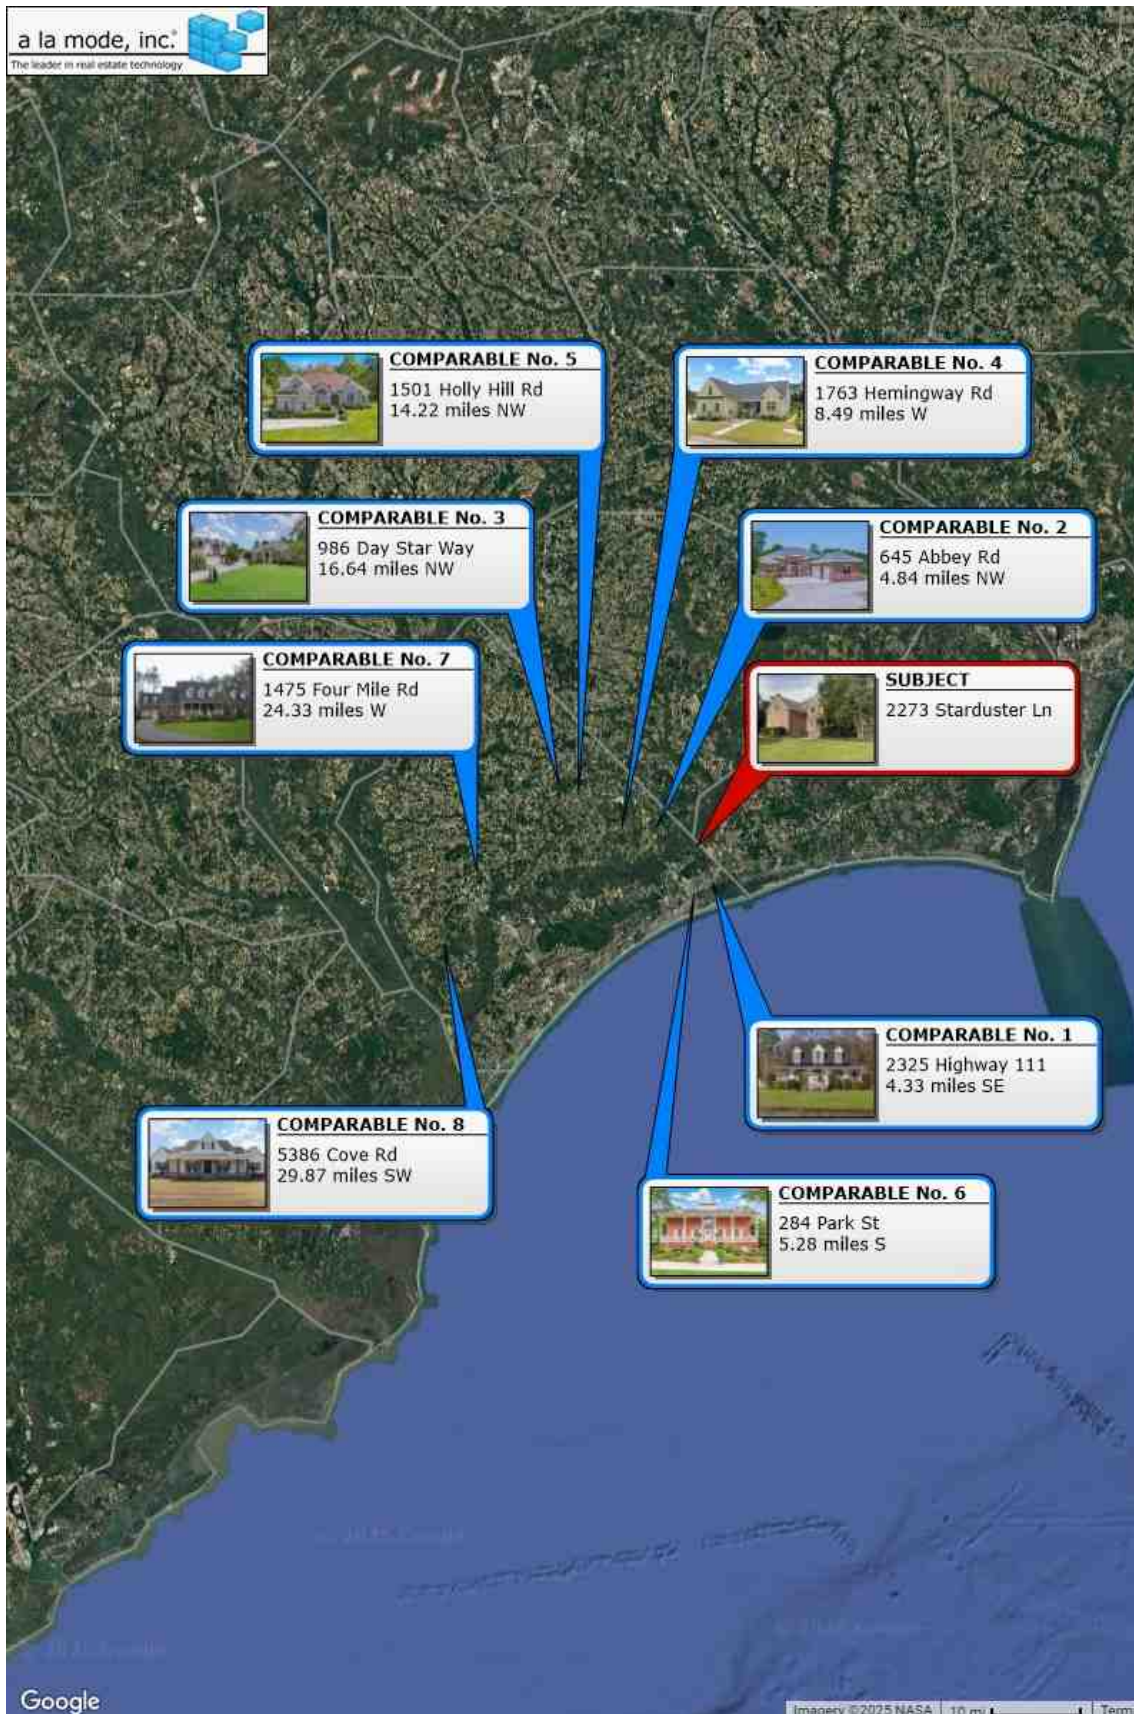 a la mode, inc.®
The leader in real estate technology
COMPARABLE No. 5
1501 Holly Hill Rd
14.22 miles NW
COMPARABLE No. 4
1763 Hemingway Rd
8.49 miles W
COMPARABLE No. 3
986 Day Star Way
16.64 miles NW
COMPARABLE No. 2
645 Abbey Rd
4.84 miles NW
COMPARABLE No. 7
1475 Four Mile Rd
24.33 miles W
SUBJECT
2273 Starduster Ln
COMPARABLE No. 1
2325 Highway 111
4.33 miles SE
COMPARABLE No. 8
5386 Cove Rd
29.87 miles SW
COMPARABLE No. 6
284 Park St
5.28 miles S
Google
Imagery ©2025 NASA
10 mi
Term